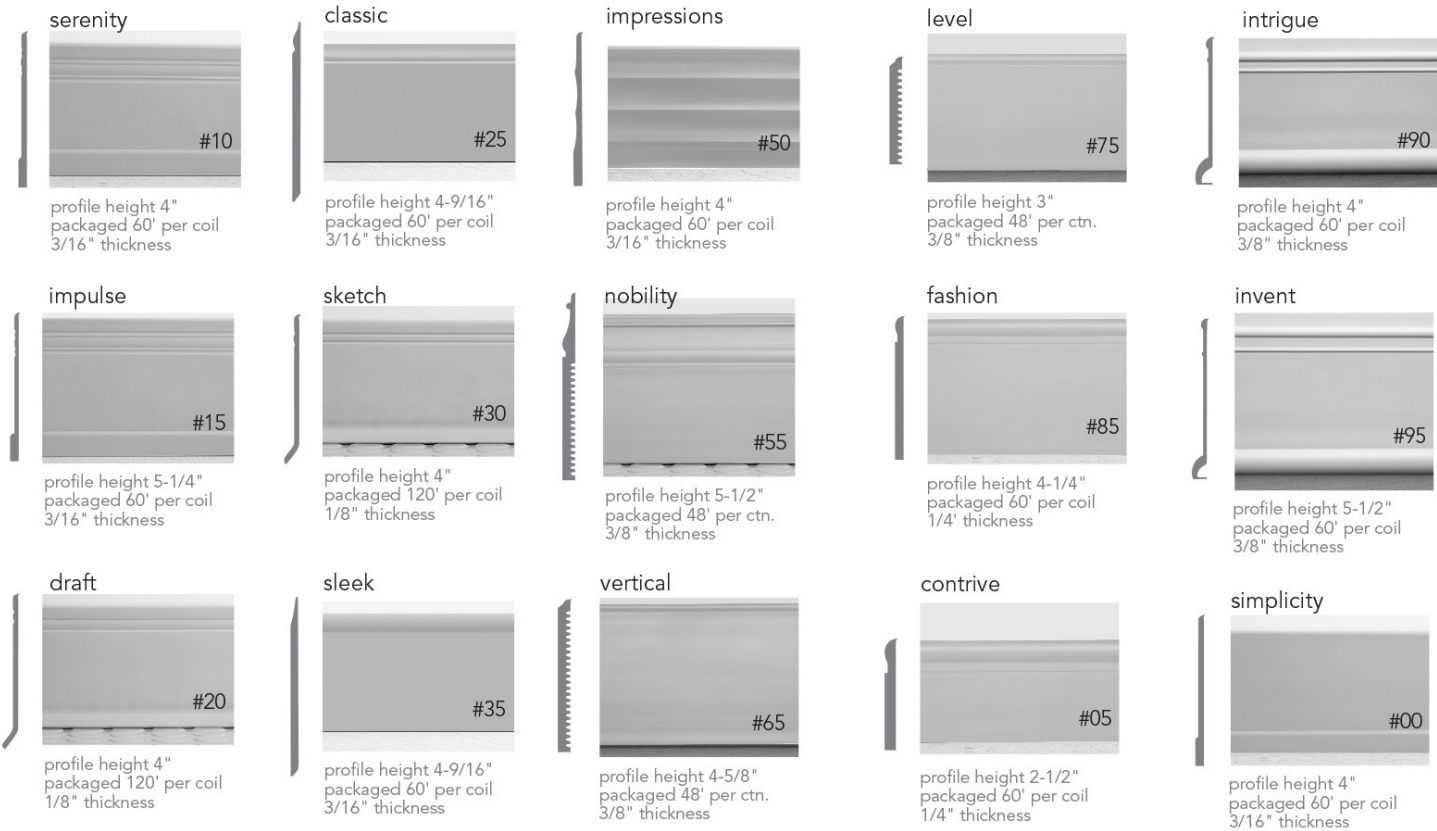 serenity
#10
profile height 4"
packaged 60' per coil
3/16" thickness
classic
#25
profile height 4-9/16"
packaged 60' per coil
3/16" thickness
impressions
#50
profile height 4"
packaged 60' per coil
3/16" thickness
level
#75
profile height 3"
packaged 48' per ctn.
3/8" thickness
intrigue
#90
profile height 4"
packaged 60' per coil
3/8" thickness
impulse
#15
profile height 5-1/4"
packaged 60' per coil
3/16" thickness
sketch
#30
profile height 4"
packaged 120' per coil
1/8" thickness
nobility
#55
profile height 5-1/2"
packaged 48' per ctn.
3/8" thickness
fashion
#85
profile height 4-1/4"
packaged 60' per coil
1/4' thickness
invent
#95
profile height 5-1/2"
packaged 60' per coil
3/8" thickness
draft
#20
profile height 4"
packaged 120' per coil
1/8" thickness
sleek
#35
profile height 4-9/16"
packaged 60' per coil
3/16" thickness
vertical
#65
profile height 4-5/8"
packaged 48' per ctn.
3/8" thickness
contrive
#05
profile height 2-1/2"
packaged 60' per coil
1/4" thickness
simplicity
#00
profile height 4"
packaged 60' per coil
3/16" thickness